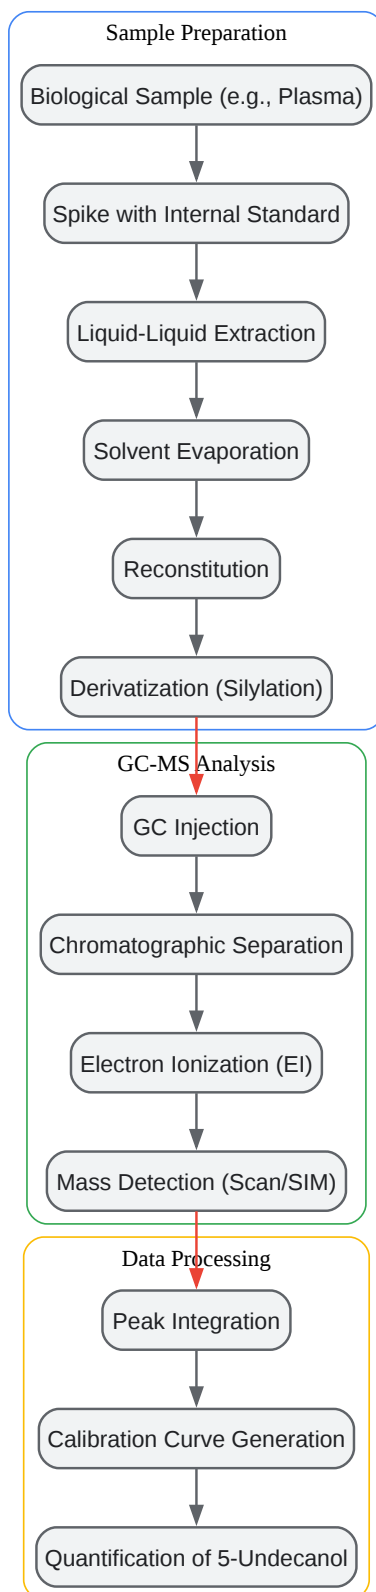 Sample Preparation
Biological Sample (e.g., Plasma)
Spike with Internal Standard
Liquid-Liquid Extraction
Solvent Evaporation
Reconstitution
Derivatization (Silylation)
GC-MS Analysis
GC Injection
Chromatographic Separation
Electron Ionization (EI)
Mass Detection (Scan/SIM)
Data Processing
Peak Integration
Calibration Curve Generation
Quantification of 5-Undecanol